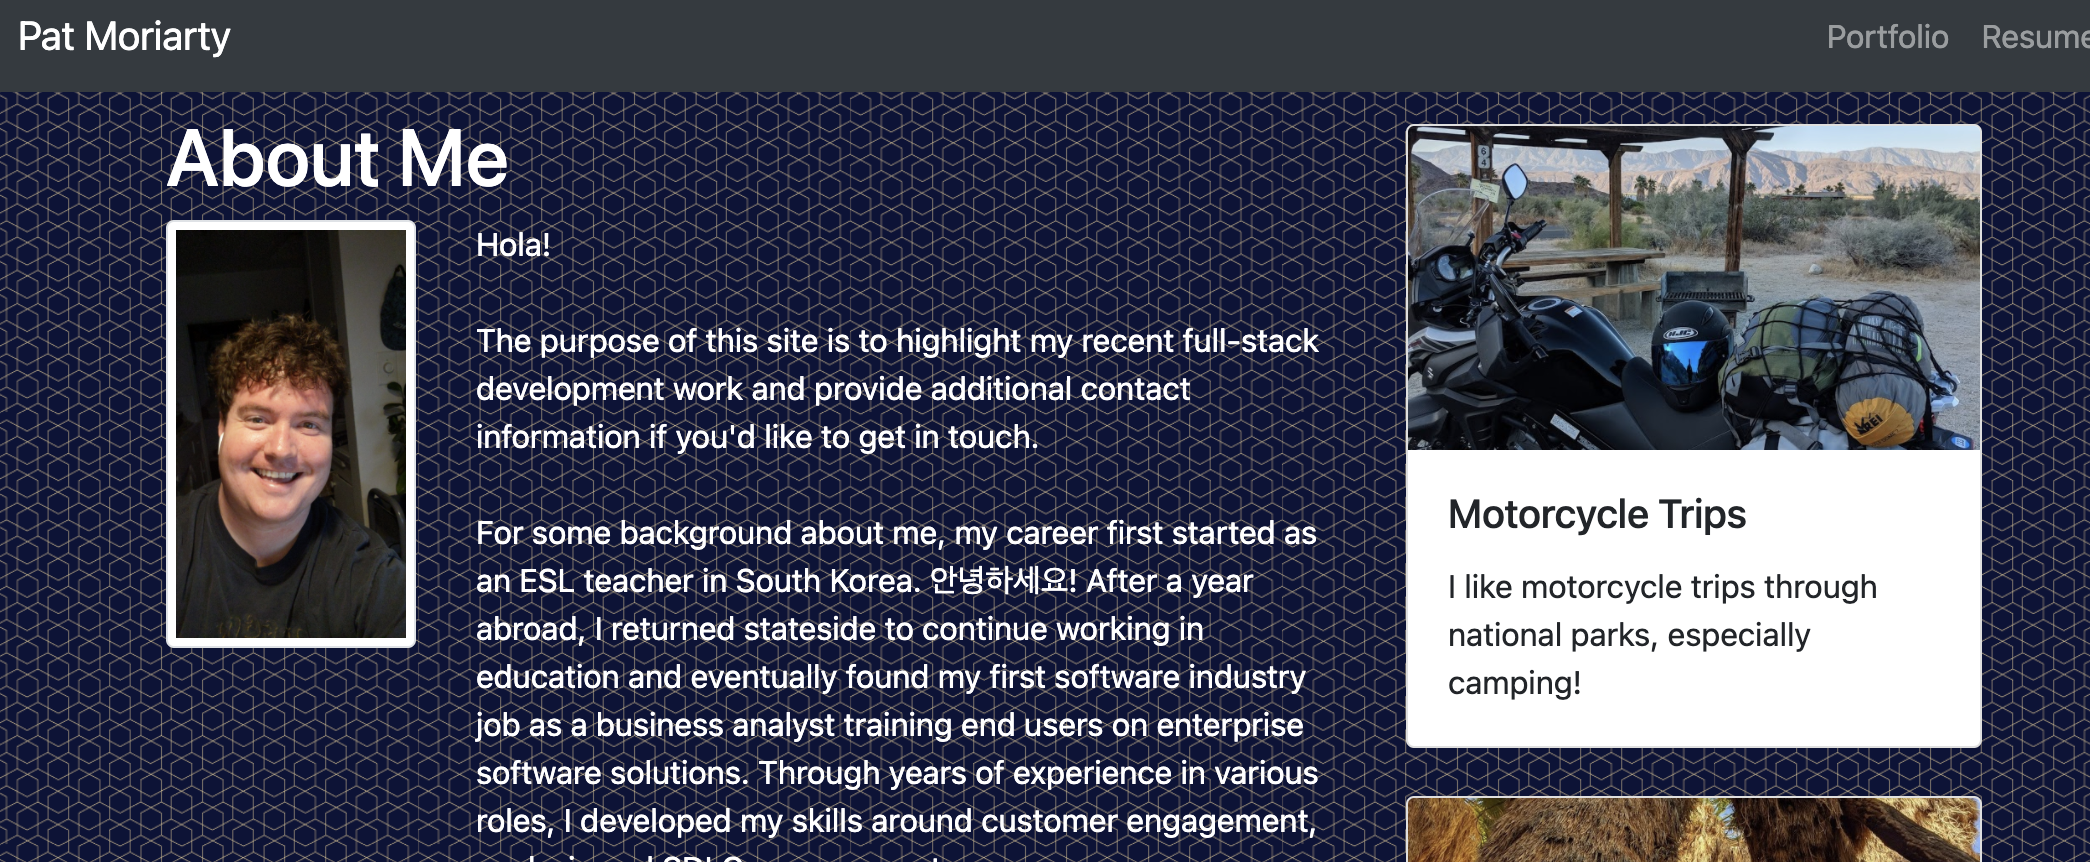 Pat Moriarty
Portfolio Resume
About Me
Hola!
The purpose of this site is to highlight my recent full-stack
development work and provide additional contact
information if you'd like to get in touch.
For some background about me, my career first started as
an ESL teacher in South Korea. 안녕하세요! After a year
abroad, I returned stateside to continue working in
education and eventually found my first software industry
job as a business analyst training end users on enterprise
software solutions. Through years of experience in various
roles, I developed my skills around customer engagement,
64
HJC
REI
Motorcycle Trips
I like motorcycle trips through
national parks, especially
camping!